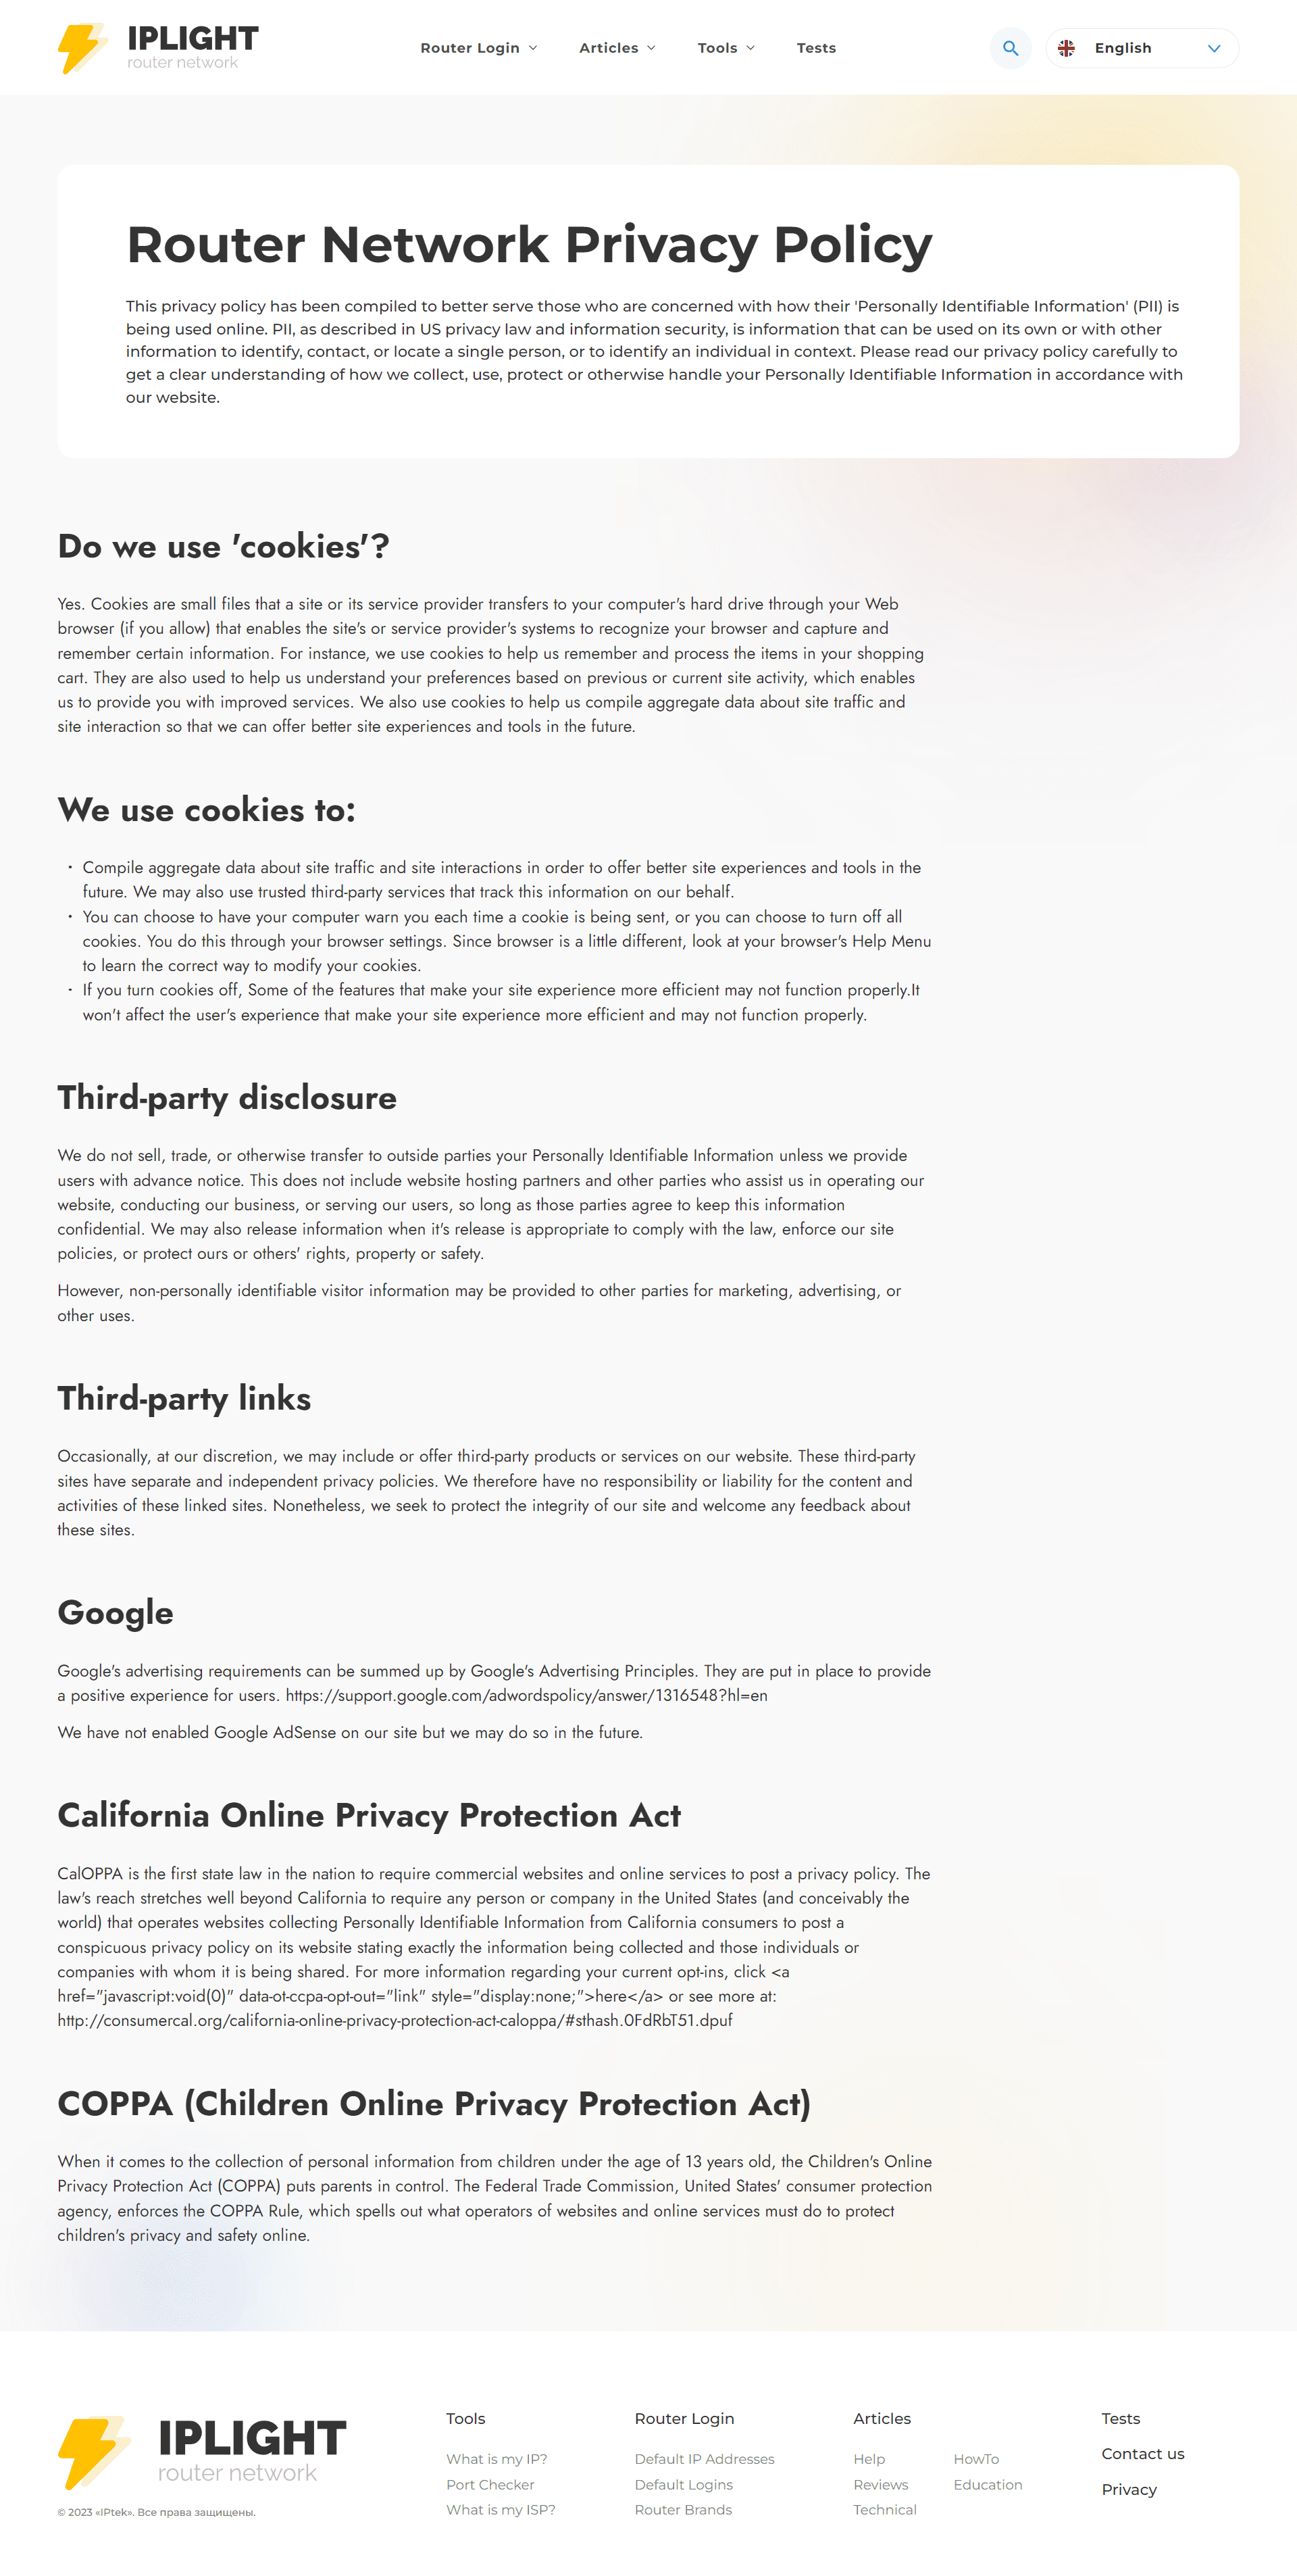 IPLIGHT
router network
Router Login
Articles
Tools
Tests
English
Router Network Privacy Policy
This privacy policy has been compiled to better serve those who are concerned with how their 'Personally Identifiable Information' (PII) is
being used online. PII, as described in US privacy law and information security, is information that can be used on its own or with other
information to identify, contact, or locate a single person, or to identify an individual in context. Please read our privacy policy carefully to
get a clear understanding of how we collect, use, protect or otherwise handle your Personally Identifiable Information in accordance with
our website.
Do we use 'cookies'?
Yes. Cookies are small files that a site or its service provider transfers to your computer's hard drive through your Web
browser (if you allow) that enables the site's or service provider's systems to recognize your browser and capture and
remember certain information. For instance, we use cookies to help us remember and process the items in your shopping
cart. They are also used to help us understand your preferences based on previous or current site activity, which enables
us to provide you with improved services. We also use cookies to help us compile aggregate data about site traffic and
site interaction so that we can offer better site experiences and tools in the future.
We use cookies to:
• Compile aggregate data about site traffic and site interactions in order to offer better site experiences and tools in the
future. We may also use trusted third-party services that track this information on our behalf.
• You can choose to have your computer warn you each time a cookie is being sent, or you can choose to turn off all
cookies. You do this through your browser settings. Since browser is a little different, look at your browser's Help Menu
to learn the correct way to modify your cookies.
• If you turn cookies off, Some of the features that make your site experience more efficient may not function properly.It
won't affect the user's experience that make your site experience more efficient and may not function properly.
Third-party disclosure
We do not sell, trade, or otherwise transfer to outside parties your Personally Identifiable Information unless we provide
users with advance notice. This does not include website hosting partners and other parties who assist us in operating our
website, conducting our business, or serving our users, so long as those parties agree to keep this information
confidential. We may also release information when it's release is appropriate to comply with the law, enforce our site
policies, or protect ours or others' rights, property or safety.
However, non-personally identifiable visitor information may be provided to other parties for marketing, advertising, or
other uses.
Third-party links
Occasionally, at our discretion, we may include or offer third-party products or services on our website. These third-party
sites have separate and independent privacy policies. We therefore have no responsibility or liability for the content and
activities of these linked sites. Nonetheless, we seek to protect the integrity of our site and welcome any feedback about
these sites.
Google
Google's advertising requirements can be summed up by Google's Advertising Principles. They are put in place to provide
a positive experience for users. https://support.google.com/adwordspolicy/answer/1316548?hl=en
We have not enabled Google AdSense on our site but we may do so in the future.
California Online Privacy Protection Act
CalOPPA is the first state law in the nation to require commercial websites and online services to post a privacy policy. The
law's reach stretches well beyond California to require any person or company in the United States (and conceivably the
world) that operates websites collecting Personally Identifiable Information from California consumers to post a
conspicuous privacy policy on its website stating exactly the information being collected and those individuals or
companies with whom it is being shared. For more information regarding your current opt-ins, click <a
href="javascript:void(0)" data-ot-ccpa-opt-out="link" style="display:none;">here</a> or see more at:
http://consumercal.org/california-online-privacy-protection-act-caloppa/#sthash.0FdRbT51.dpuf
COPPA (Children Online Privacy Protection Act)
When it comes to the collection of personal information from children under the age of 13 years old, the Children's Online
Privacy Protection Act (COPPA) puts parents in control. The Federal Trade Commission, United States' consumer protection
agency, enforces the COPPA Rule, which spells out what operators of websites and online services must do to protect
children's privacy and safety online.
IPLIGHT
router network
© 2023 «IPtek». Все права защищены.
Tools
What is my IP?
Port Checker
What is my ISP?
Router Login
Default IP Addresses
Default Logins
Router Brands
Articles
Help
Reviews
Technical
HowTo
Education
Tests
Contact us
Privacy